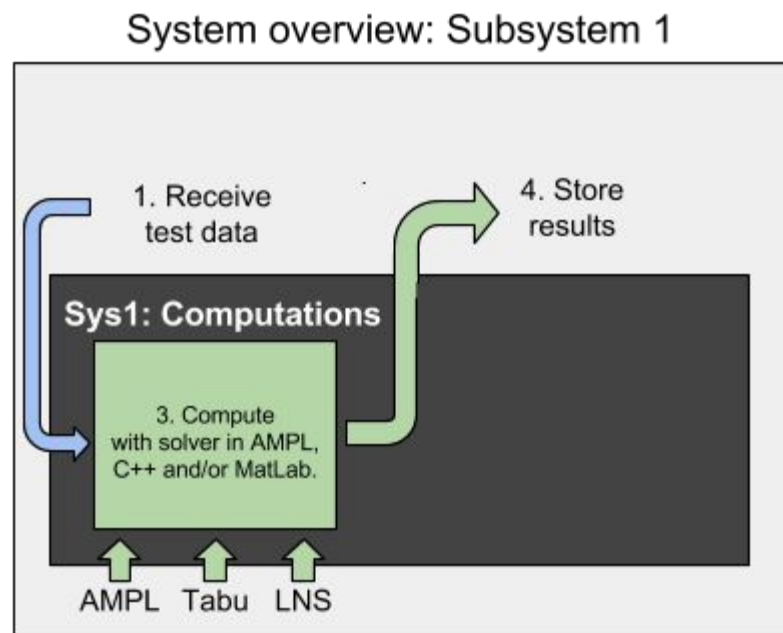 System overview: Subsystem 1
1. Receive
test data
4. Store
results
Sys1: Computations
3. Compute
with solver in AMPL,
C++ and/or MatLab.
AMPL Tabu LNS